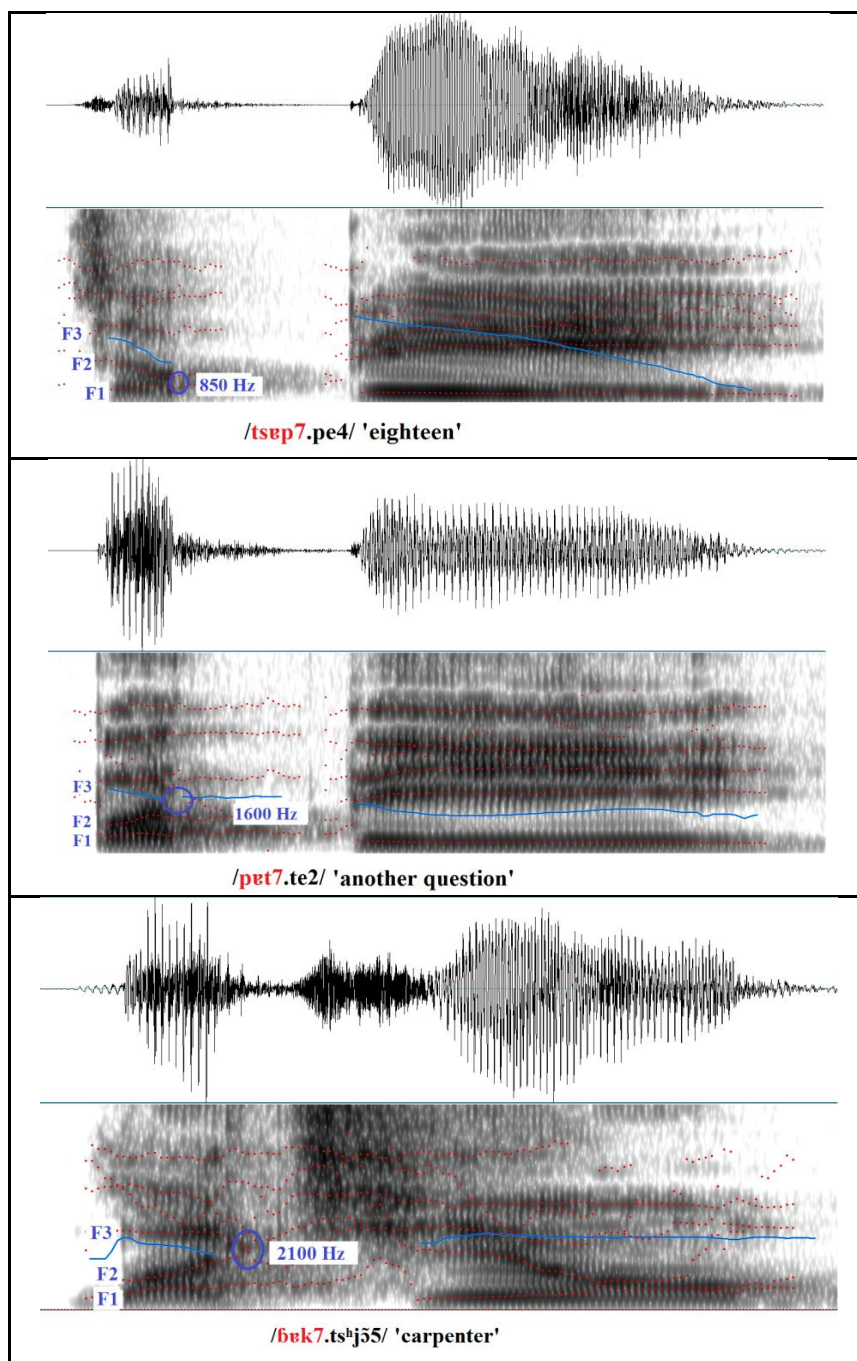 F3
F2
850 Hz
F1
/tsɐp7.pe4/ 'eighteen'
F3
F2
1600 Hz
F1
/pɐt7.te2/ 'another question'
F3
2100 Hz
F2
F1
/ɓɐk7.tsʰjɔ̃55/ 'carpenter'